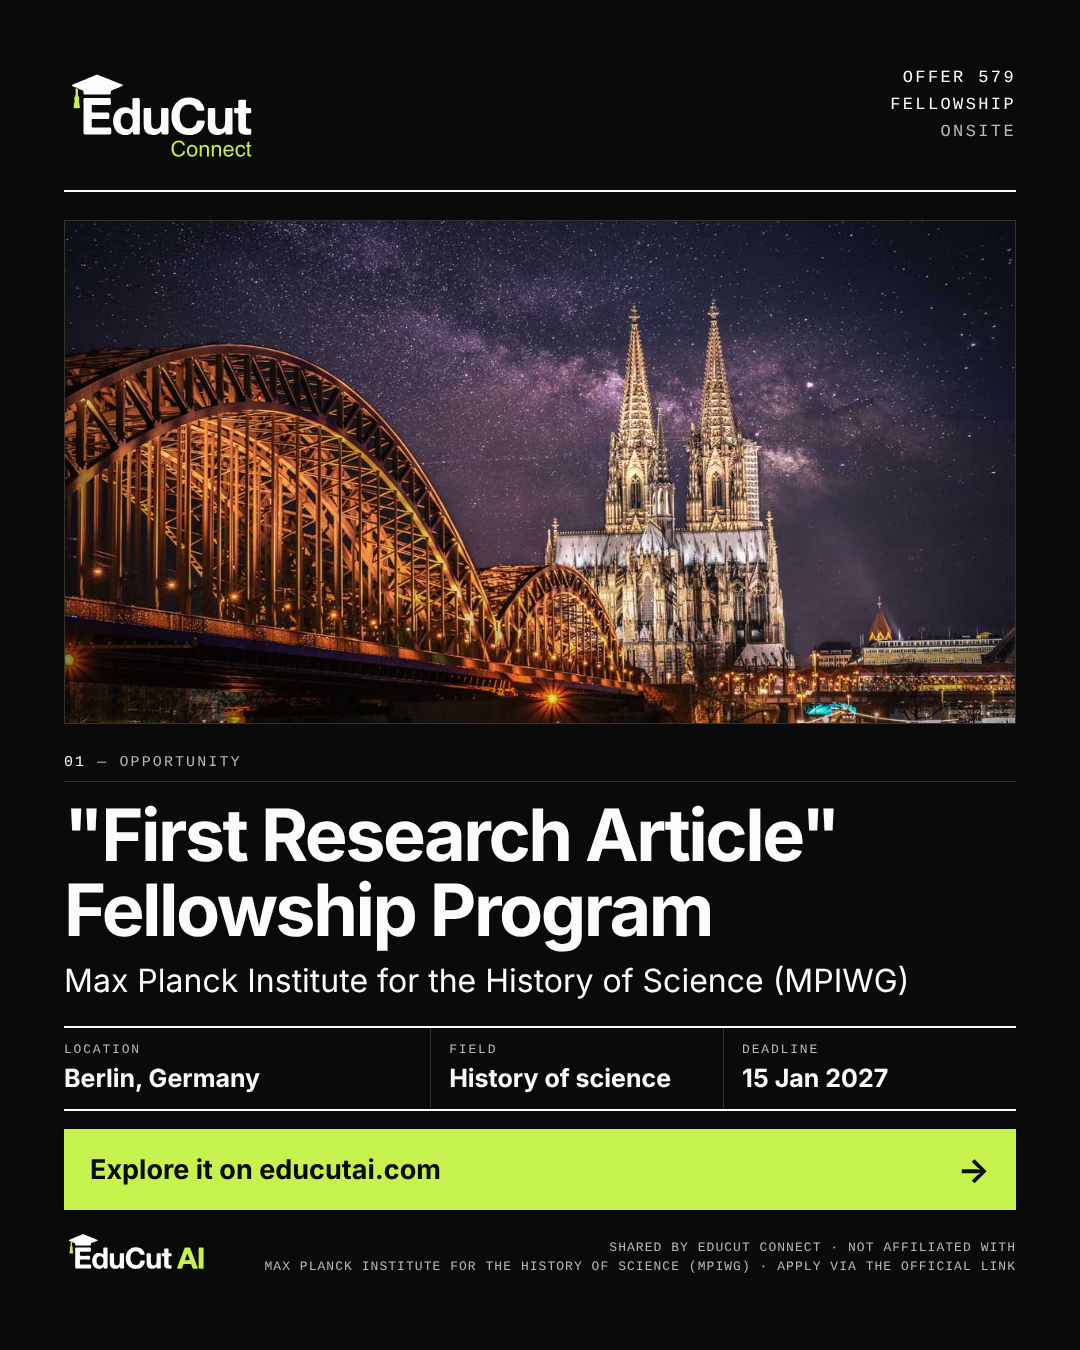 EduCut
Connect
OFFER 579
FELLOWSHIP
ONSITE
01 — OPPORTUNITY
"First Research Article"
Fellowship Program
Max Planck Institute for the History of Science (MPIWG)
LOCATION
Berlin, Germany
FIELD
History of science
DEADLINE
15 Jan 2027
Explore it on educutai.com →
EduCut AI
SHARED BY EDUCUT CONNECT · NOT AFFILIATED WITH
MAX PLANCK INSTITUTE FOR THE HISTORY OF SCIENCE (MPIWG) · APPLY VIA THE OFFICIAL LINK